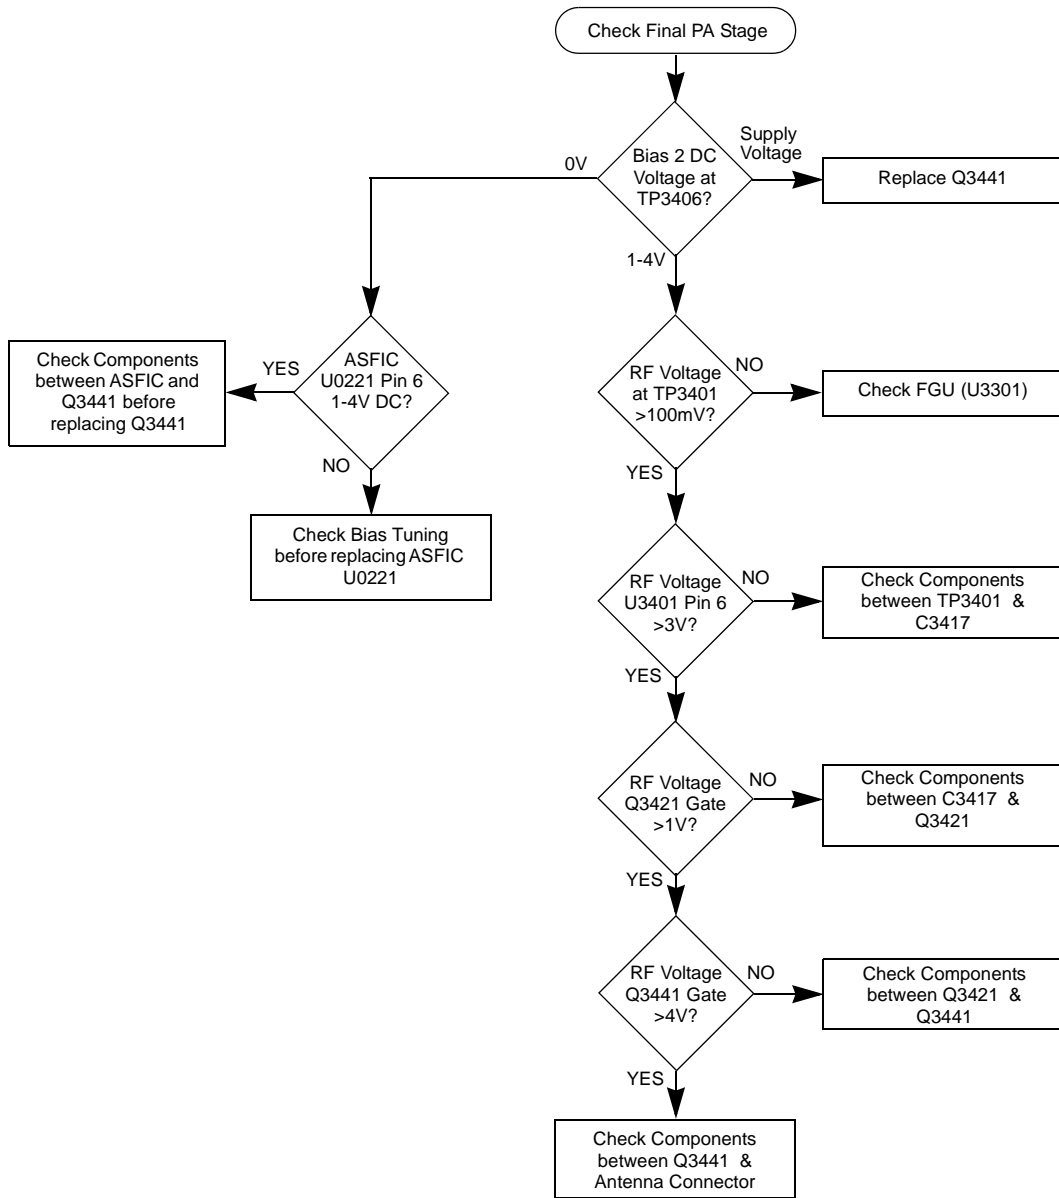 Check Final PA Stage
Bias 2 DC
Voltage at
TP3406?
0V
Supply
Voltage
1-4V
Replace Q3441
ASFIC
U0221 Pin 6
1-4V DC?
YES
NO
Check Components
between ASFIC and
Q3441 before
replacing Q3441
Check Bias Tuning
before replacing ASFIC
U0221
RF Voltage
at TP3401
>100mV?
NO
YES
Check FGU (U3301)
RF Voltage
U3401 Pin 6
>3V?
NO
YES
Check Components
between TP3401 &
C3417
RF Voltage
Q3421 Gate
>1V?
NO
YES
Check Components
between C3417 &
Q3421
RF Voltage
Q3441 Gate
>4V?
NO
YES
Check Components
between Q3421 &
Q3441
Check Components
between Q3441 &
Antenna Connector